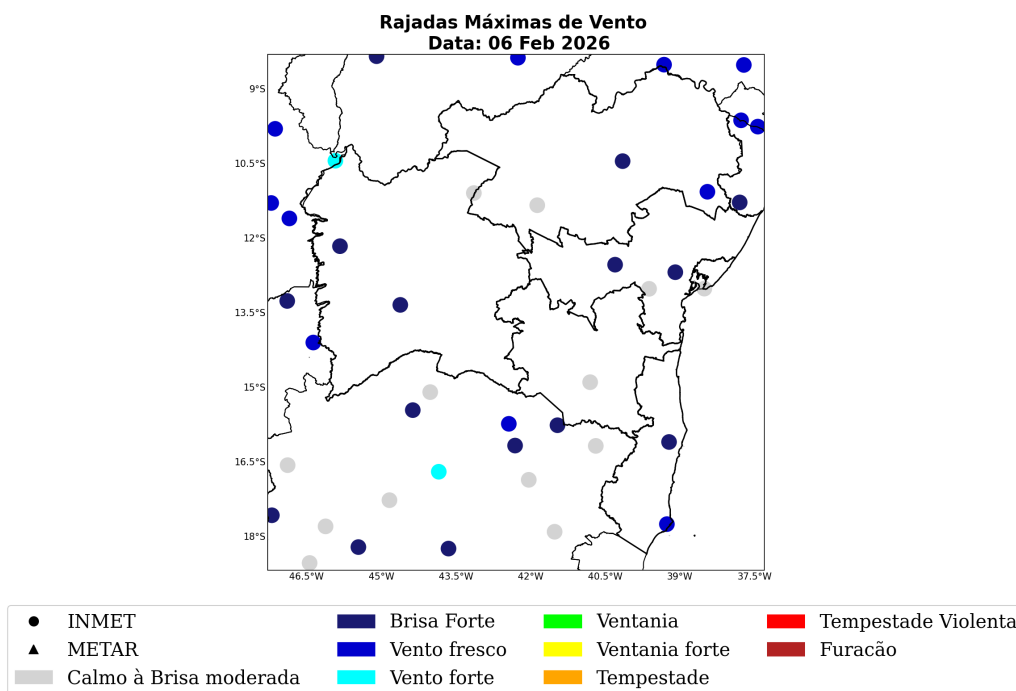 Rajadas Máximas de Vento
Data: 06 Feb 2026
9°S
10.5°S
12°S
13.5°S
15°S
16.5°S
18°S
46.5°W 45°W 43.5°W 42°W 40.5°W 39°W 37.5°W
INMET Brisa Forte Ventania Tempestade Violenta
METAR Vento fresco Ventania forte Furacão
Calmo à Brisa moderada Vento forte Tempestade